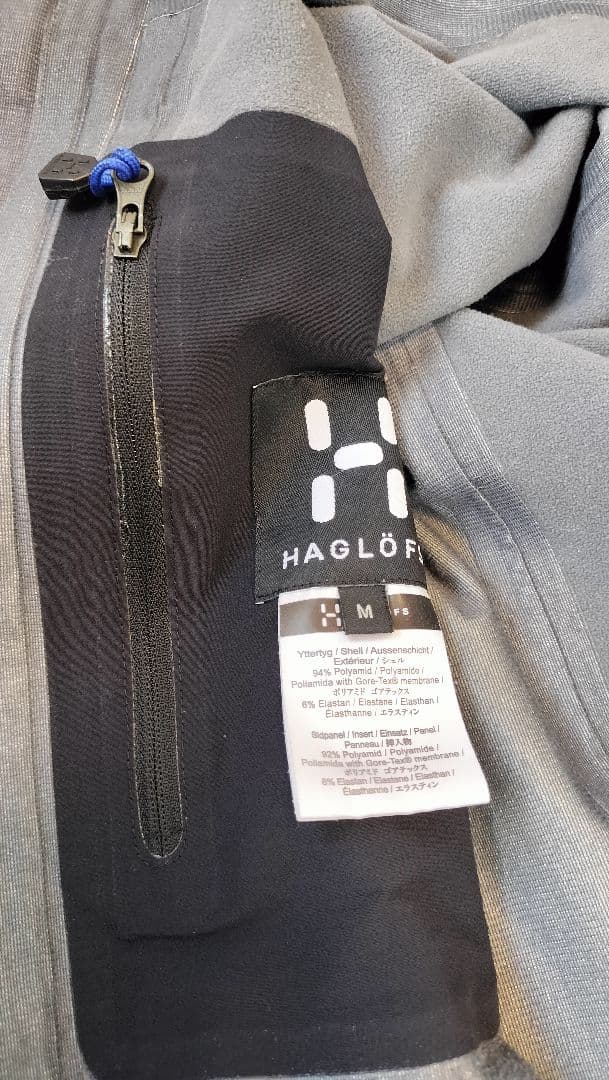 HAGLÖFS
M
FS
Yttertyg / Shell / Aussenschicht /
Extérieur / シェル
94% Polyamid / Polyamide /
Poliamida with Gore-Tex® membrane /
ポリアミド ゴアテックス
6% Elastan / Elastane / Elasthan /
Élasthanne / エラスティン
Sidpanel / Insert / Einsatz / Panel /
Panneau / 挿入物
92% Polyamid / Polyamide /
Poliamida with Gore-Tex® membrane /
ポリアミド ゴアテックス
8% Elastan / Elastane / Elasthan /
Élasthanne / エラスティン